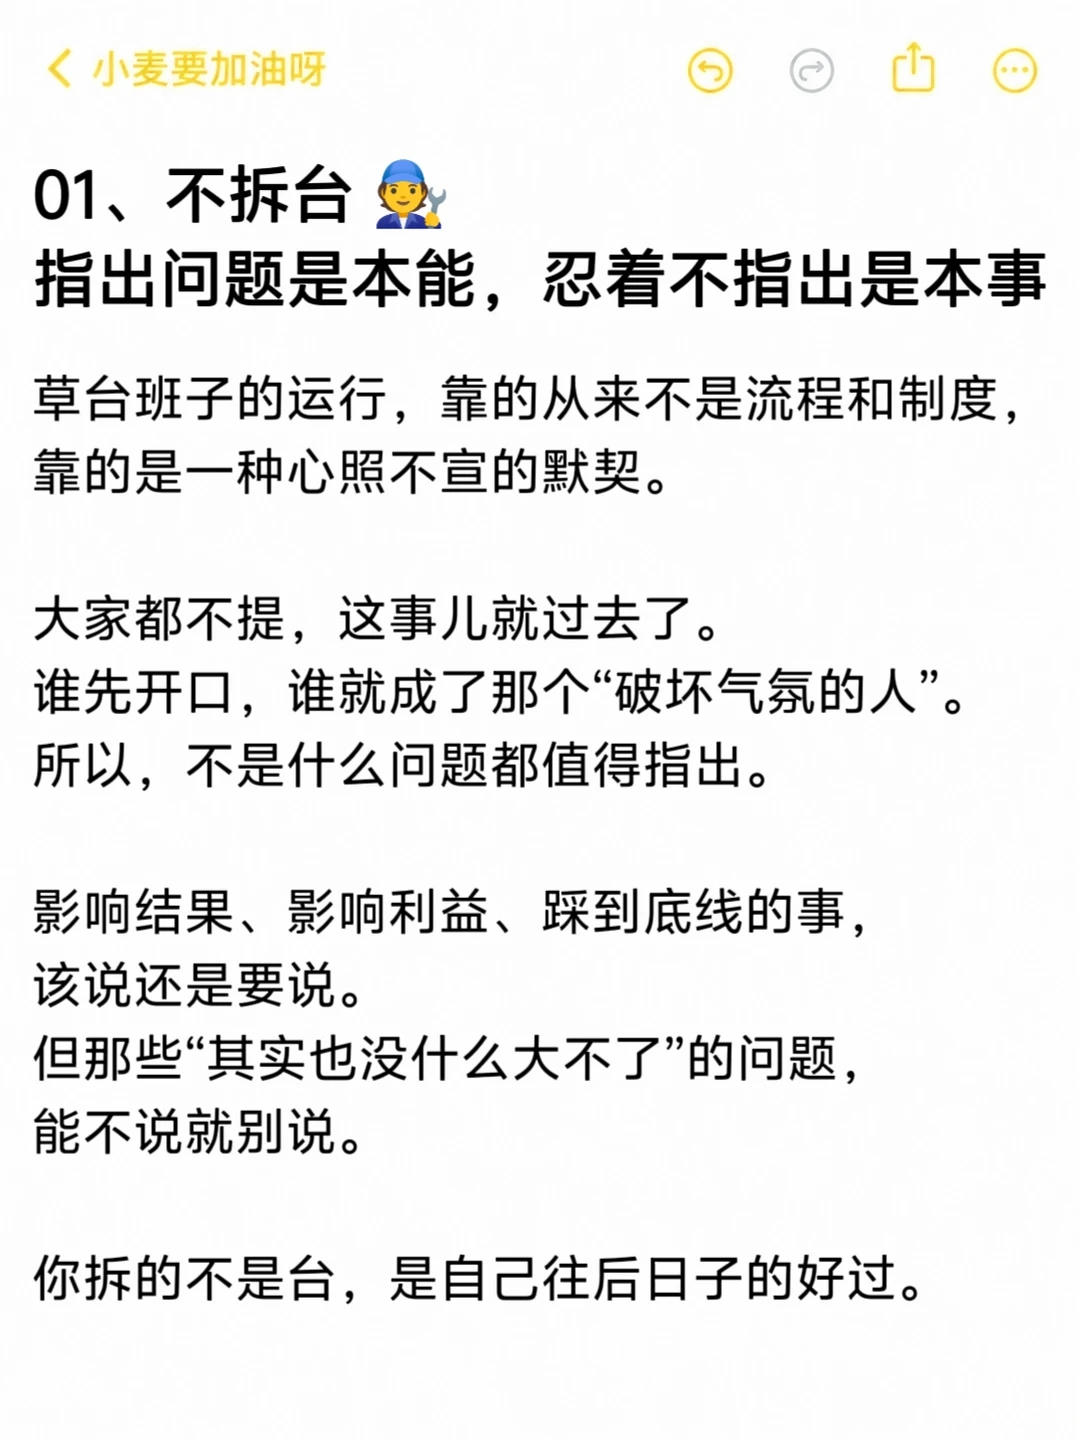 小麦要加油呀
01、不拆台
指出问题是本能，忍着不指出是本事
草台班子的运行，靠的从来不是流程和制度，
靠的是一种心照不宣的默契。
大家都不提，这事儿就过去了。
谁先开口，谁就成了那个“破坏气氛的人”。
所以，不是什么问题都值得指出。
影响结果、影响利益、踩到底线的事，
该说还是要说。
但那些“其实也没什么大不了”的问题，
能不说就别说。
你拆的不是台，是自己往后日子的好过。